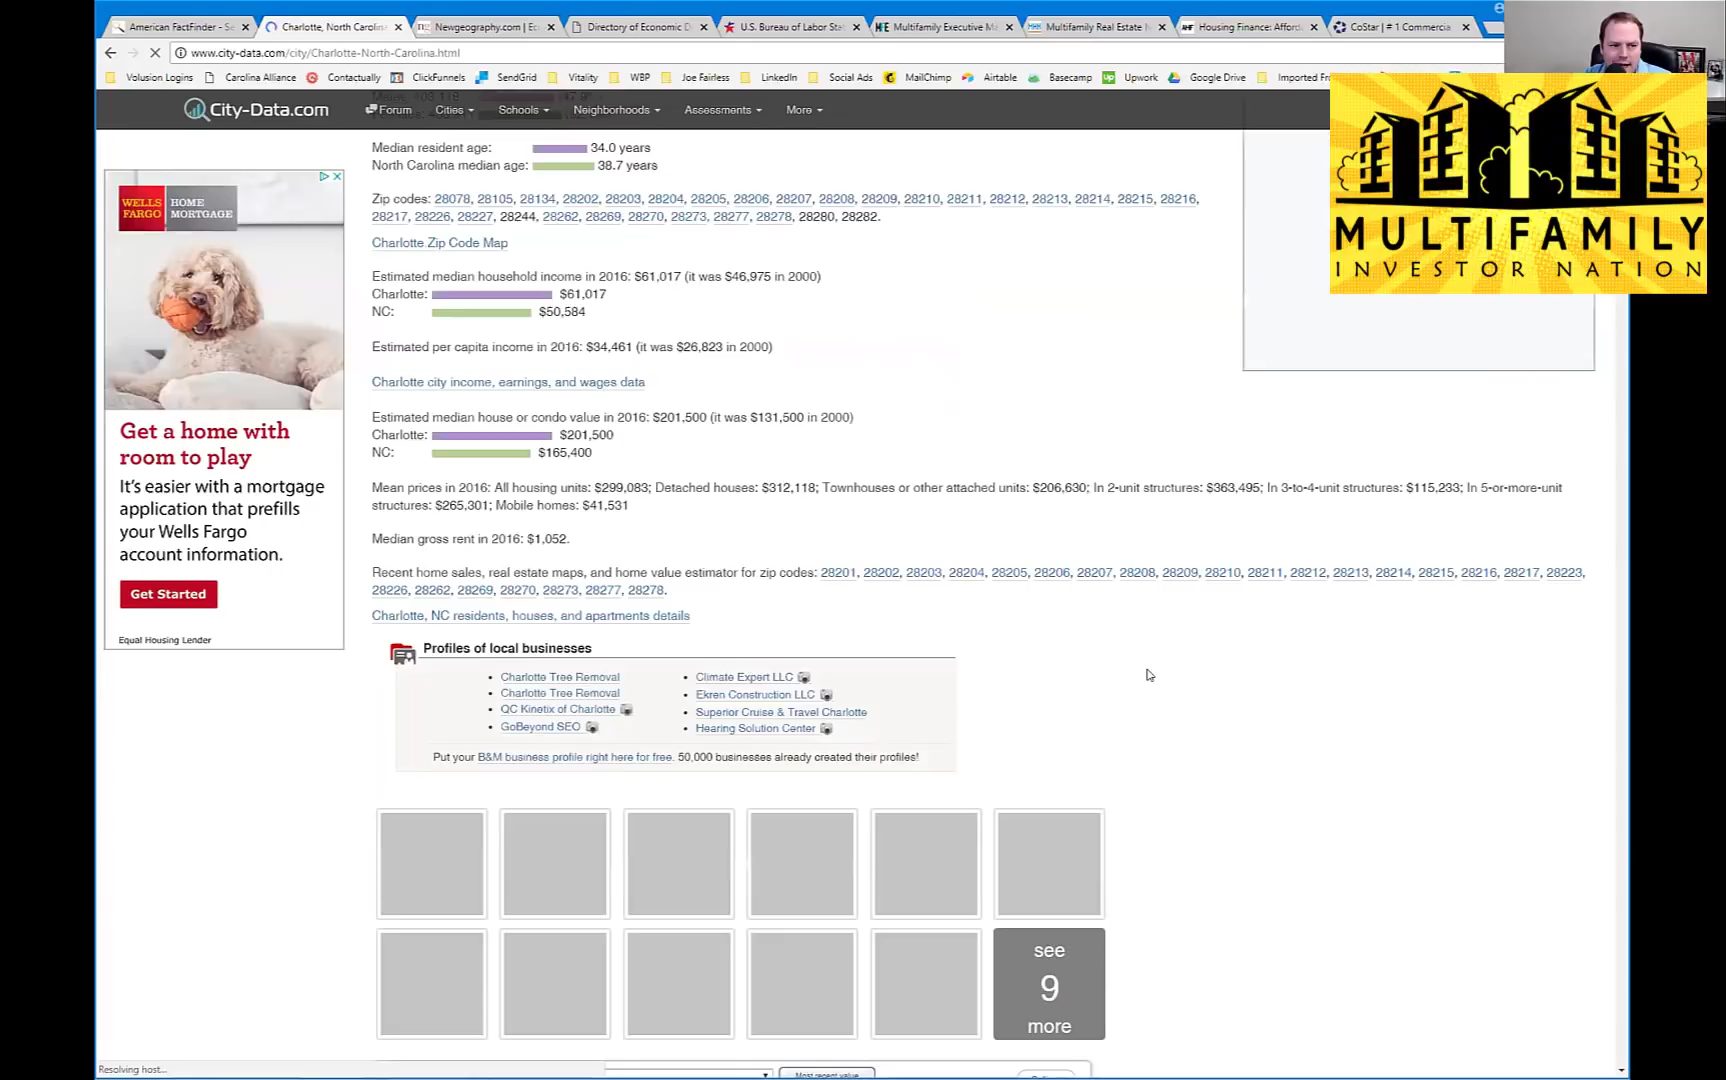 American FactFinder - Se
Charlotte, North Carolin
Newgeography.com | Ec
Directory of Economic D
U.S. Bureau of Labor Sta
Multifamily Executive Ma
Multifamily Real Estate
Housing Finance: Afford
CoStar | # 1 Commercia
www.city-data.com/city/Charlotte-North-Carolina.html
Volusion Logins
Carolina Alliance
Contactually
ClickFunnels
SendGrid
Vitality
WBP
Joe Fairless
LinkedIn
Social Ads
MailChimp
Airtable
Basecamp
Upwork
Google Drive
Imported Fr
City-Data.com
Forum
Cities
Schools
Neighborhoods
Assessments
More
MULTIFAMILY
INVESTOR NATION
Median resident age: 34.0 years
North Carolina median age: 38.7 years
Zip codes: 28078, 28105, 28134, 28202, 28203, 28204, 28205, 28206, 28207, 28208, 28209, 28210, 28211, 28212, 28213, 28214, 28215, 28216,
28217, 28226, 28227, 28244, 28262, 28269, 28270, 28273, 28277, 28278, 28280, 28282.
Charlotte Zip Code Map
Estimated median household income in 2016: $61,017 (it was $46,975 in 2000)
Charlotte: $61,017
NC: $50,584
Estimated per capita income in 2016: $34,461 (it was $26,823 in 2000)
Charlotte city income, earnings, and wages data
Estimated median house or condo value in 2016: $201,500 (it was $131,500 in 2000)
Charlotte: $201,500
NC: $165,400
Mean prices in 2016: All housing units: $299,083; Detached houses: $312,118; Townhouses or other attached units: $206,630; In 2-unit structures: $363,495; In 3-to-4-unit structures: $115,233; In 5-or-more-unit
structures: $265,301; Mobile homes: $41,531
Median gross rent in 2016: $1,052.
Recent home sales, real estate maps, and home value estimator for zip codes: 28201, 28202, 28203, 28204, 28205, 28206, 28207, 28208, 28209, 28210, 28211, 28212, 28213, 28214, 28215, 28216, 28217, 28223,
28226, 28262, 28269, 28270, 28273, 28277, 28278.
Charlotte, NC residents, houses, and apartments details
Profiles of local businesses
Charlotte Tree Removal
Charlotte Tree Removal
QC Kinetix of Charlotte
GoBeyond SEO
Climate Expert LLC
Ekren Construction LLC
Superior Cruise & Travel Charlotte
Hearing Solution Center
Put your B&M business profile right here for free. 50,000 businesses already created their profiles!
see
9
more
WELLS
FARGO
HOME
MORTGAGE
Get a home with
room to play
It's easier with a mortgage
application that prefills
your Wells Fargo
account information.
Get Started
Equal Housing Lender
Resolving host...
Most recent value